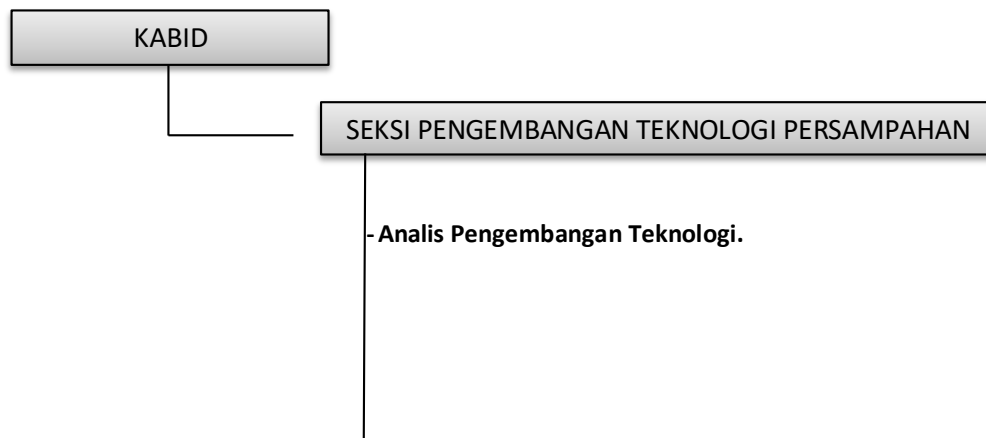 KABID
SEKSI PENGEMBANGAN TEKNOLOGI PERSAMPAHAN
- Analis Pengembangan Teknologi.